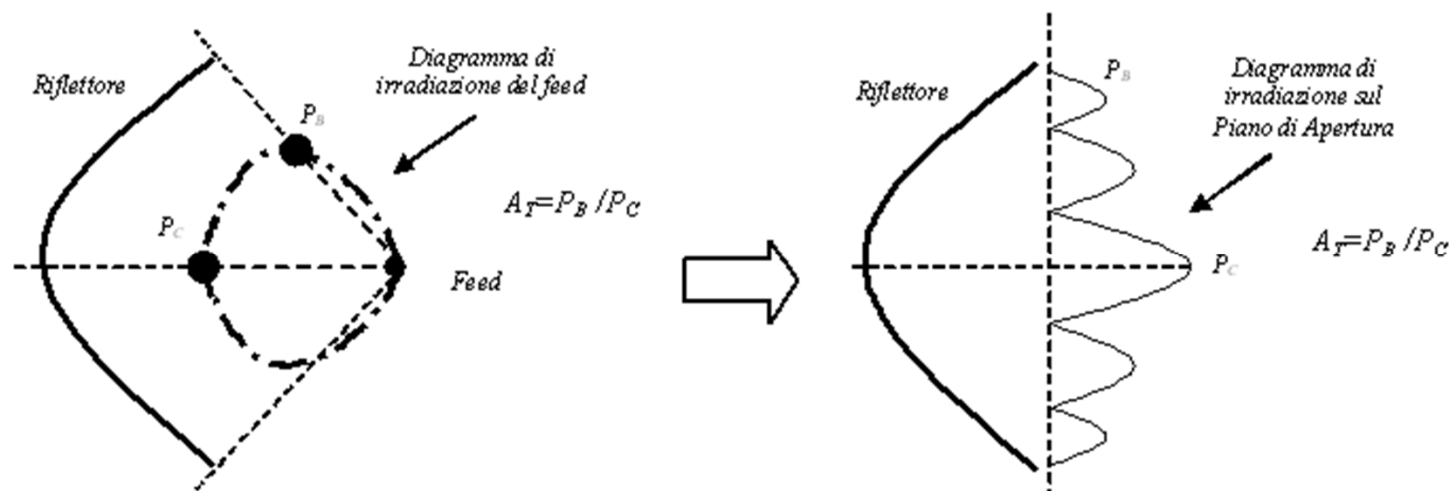 Riflettore
Diagramma di
irradiazione del feed
P_B
A_T=P_B/P_C
P_C
Feed
Riflettore
P_B
Diagramma di
irradiazione sul
Piano di Apertura
A_T=P_B/P_C
P_C